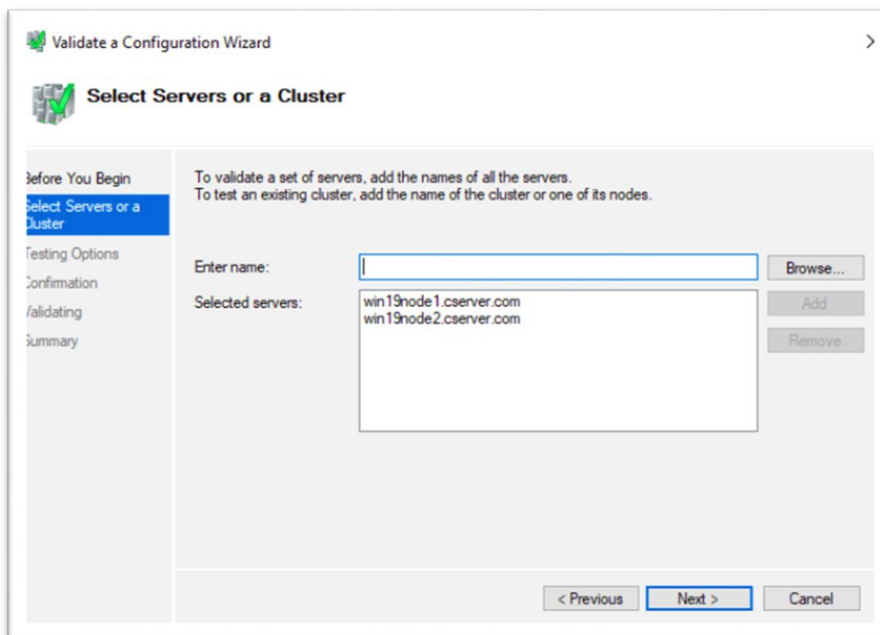 Validate a Configuration Wizard
Select Servers or a Cluster
Before You Begin
Select Servers or a
Cluster
Testing Options
Confirmation
Validating
Summary
To validate a set of servers, add the names of all the servers.
To test an existing cluster, add the name of the cluster or one of its nodes.
Enter name:
Browse...
Selected servers:
win19node1.cserver.com
win19node2.cserver.com
Add
Remove
< Previous
Next >
Cancel